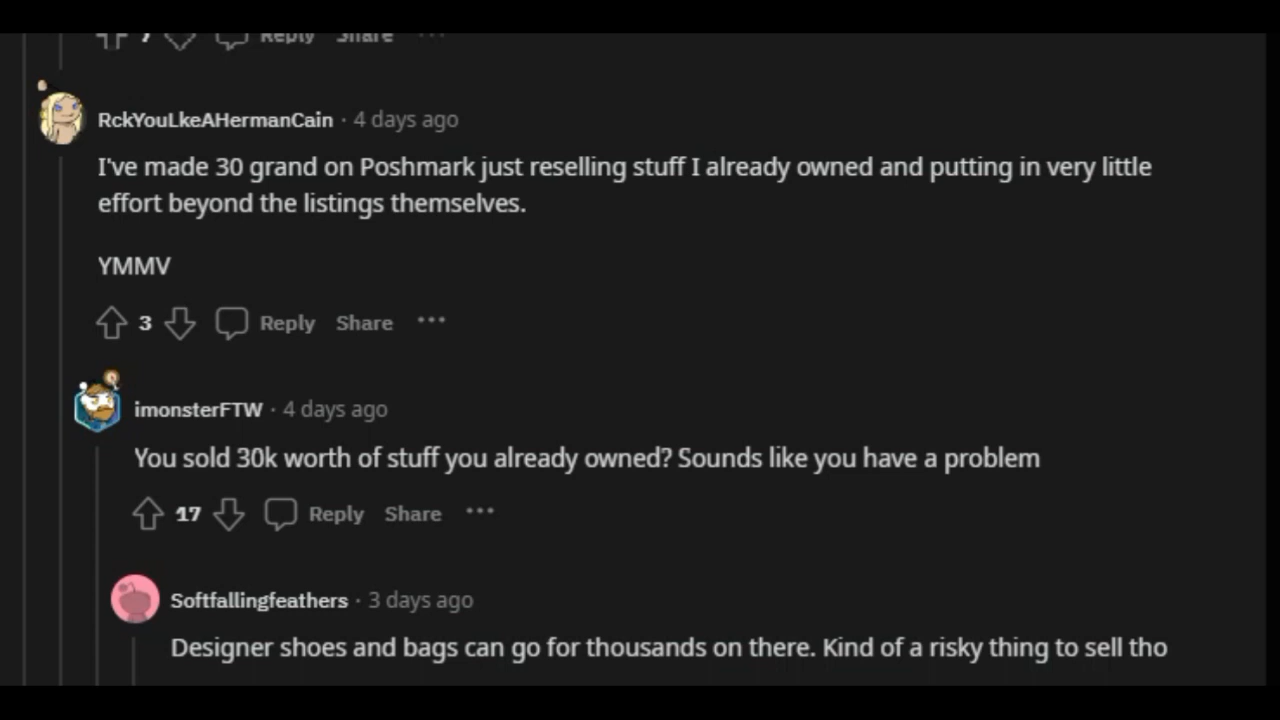 7 Reply Share ...
RckYouLkeAHermanCain · 4 days ago
I've made 30 grand on Poshmark just reselling stuff I already owned and putting in very little
effort beyond the listings themselves.
YMMV
3 Reply Share ...
imonsterFTW · 4 days ago
You sold 30k worth of stuff you already owned? Sounds like you have a problem
17 Reply Share ...
Softfallingfeathers · 3 days ago
Designer shoes and bags can go for thousands on there. Kind of a risky thing to sell tho